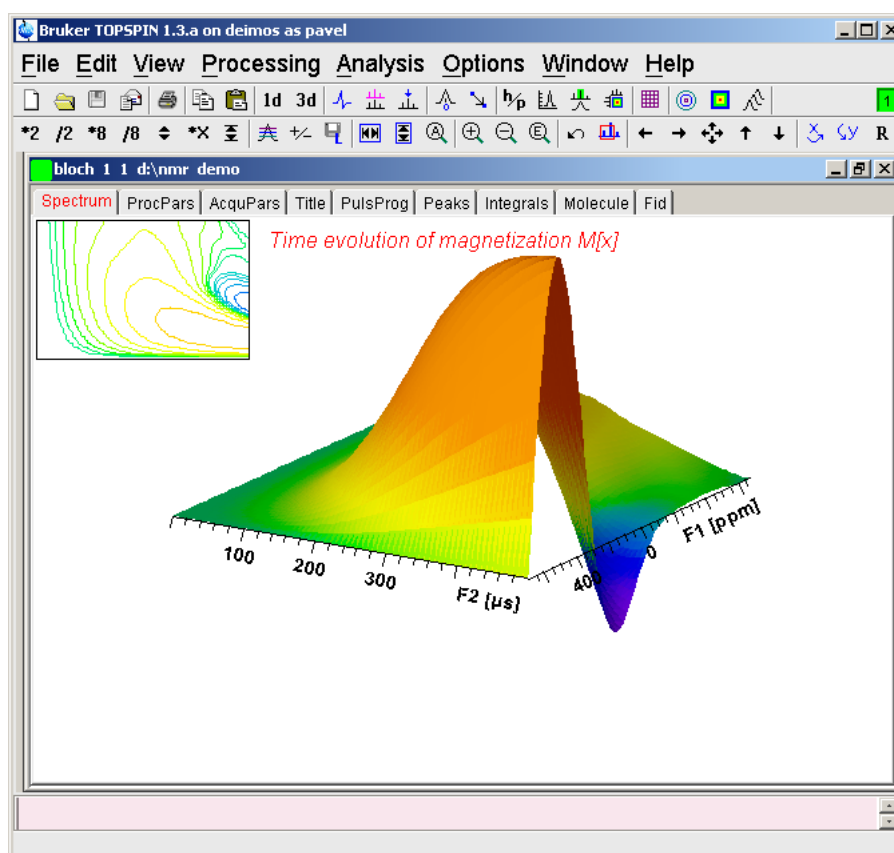 Bruker TOPSPIN 1.3.a on deimos as pavel
File Edit View Processing Analysis Options Window Help
1d 3d h/p 1
*2 /2 *8 /8 *X A Q E X y R
bloch 1 1 d:\nmr demo
Spectrum ProcPars AcquPars Title PulsProg Peaks Integrals Molecule Fid
Time evolution of magnetization M[x]
100 200 300 F2 [µs]
400 0 F1 [ppm]